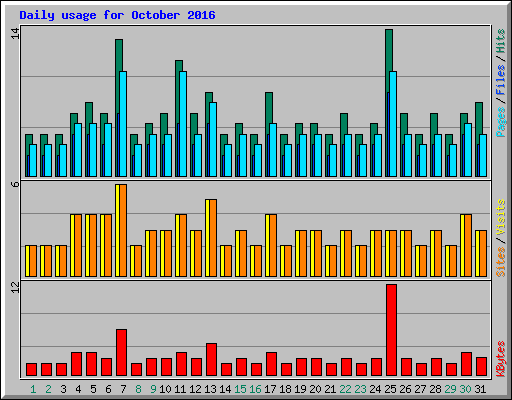 Daily usage for October 2016
14
Pages / Files / Hits
6
Sites / Visits
12
KBytes
1 2 3 4 5 6 7 8 9 10 11 12 13 14 15 16 17 18 19 20 21 22 23 24 25 26 27 28 29 30 31